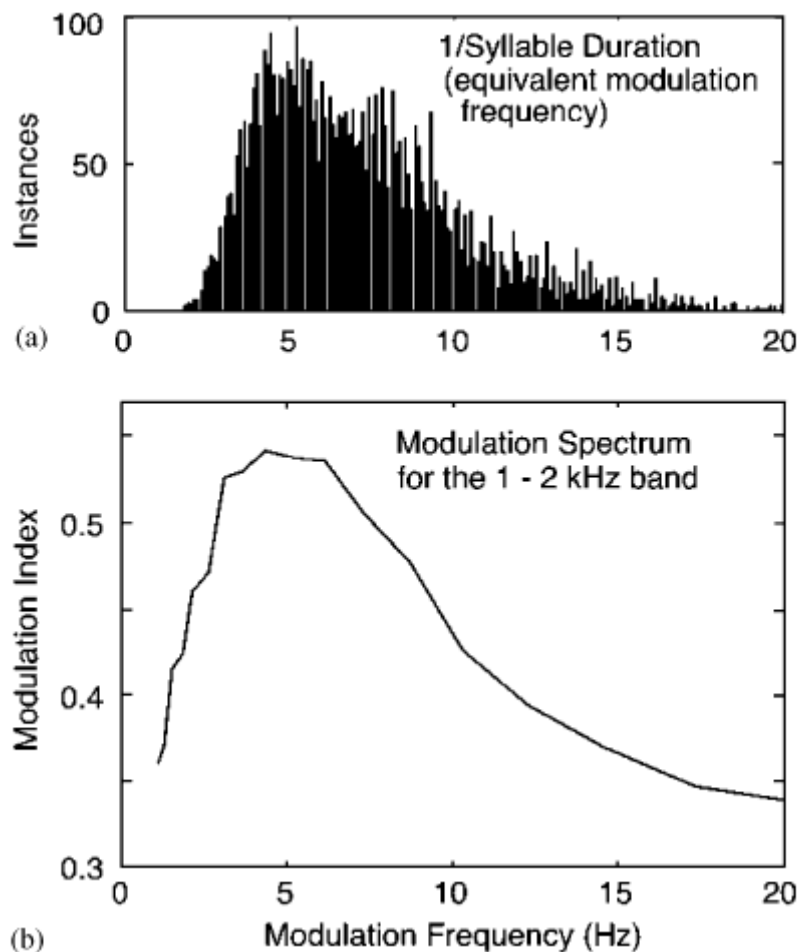 100
1/Syllable Duration
(equivalent modulation
frequency)
Instances
50
0
(a)
0 5 10 15 20
Modulation Spectrum
for the 1 - 2 kHz band
Modulation Index
0.5
0.4
0.3
0 5 10 15 20
(b)
Modulation Frequency (Hz)